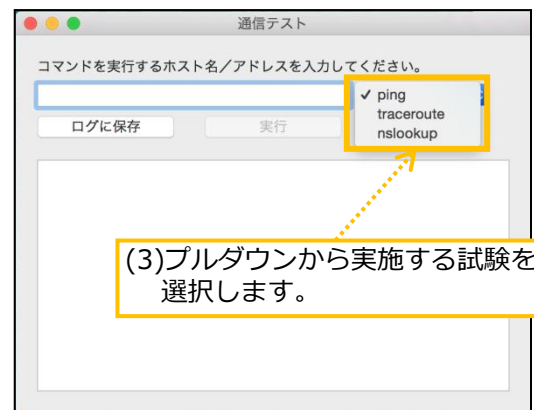 通信テスト
コマンドを実行するホスト名／アドレスを入力してください。
✓ ping
traceroute
nslookup
ログに保存
実行
(3)プルダウンから実施する試験を
選択します。